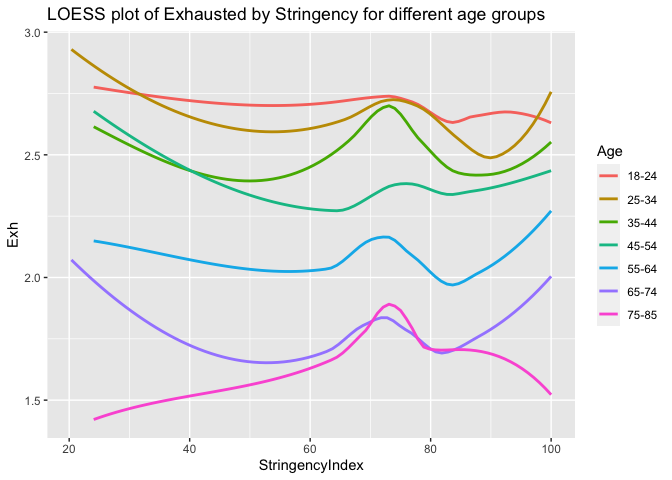 LOESS plot of Exhausted by Stringency for different age groups
3.0
2.5
2.0
1.5
Exh
20 40 60 80 100
StringencyIndex
Age
18-24
25-34
35-44
45-54
55-64
65-74
75-85